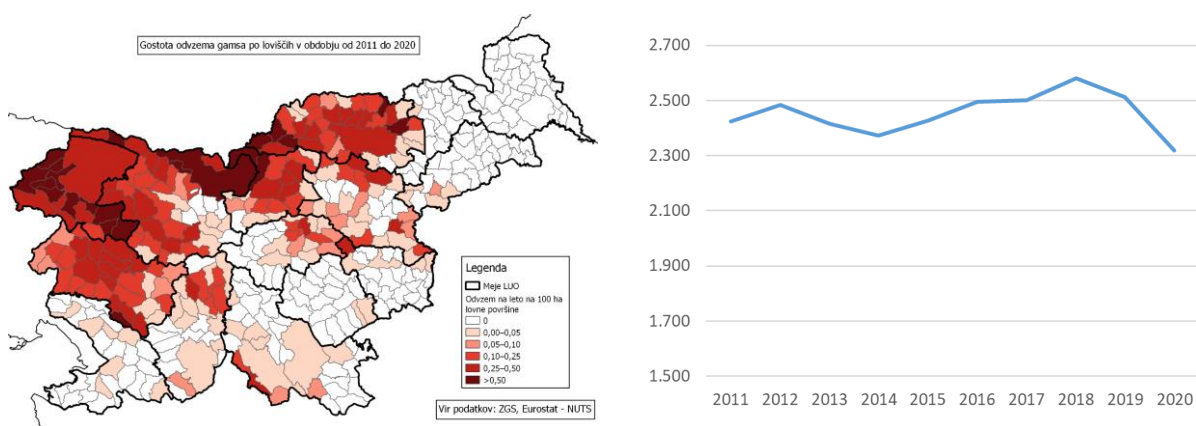 Gostota odvzema gamsa po loviščih v obdobju od 2011 do 2020
Legenda
Meje LUO
Odvzem na leto na 100 ha
lovne površine
0
0,00–0,05
0,05–0,10
0,10–0,25
0,25–0,50
>0,50
Vir podatkov: ZGS, Eurostat - NUTS
2.700
2.500
2.300
2.100
1.900
1.700
1.500
2011 2012 2013 2014 2015 2016 2017 2018 2019 2020